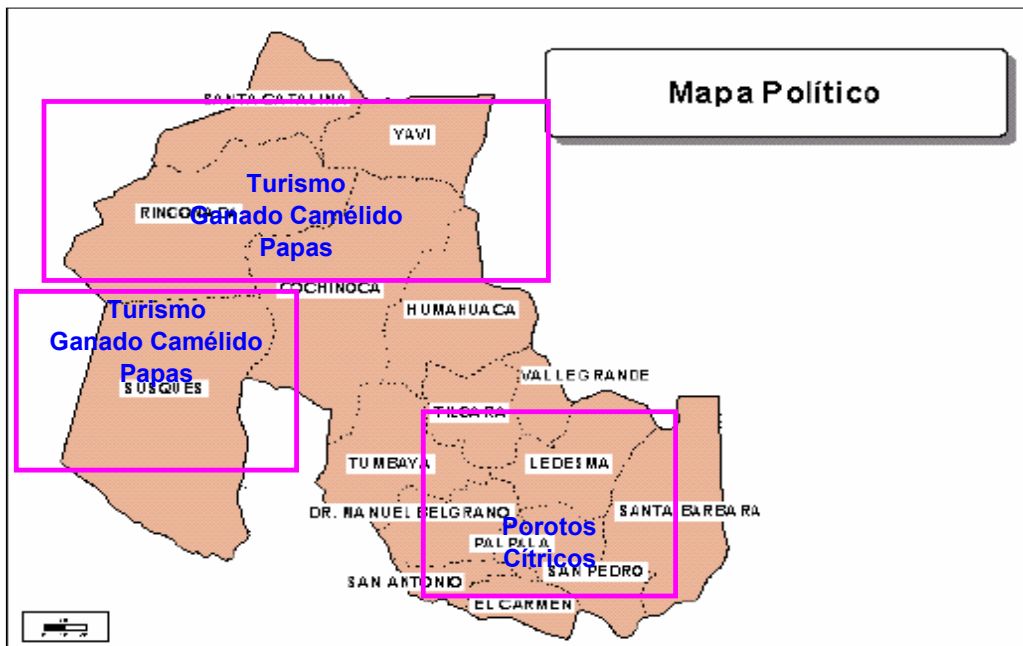 Mapa Político
SANTA CATALINA
YAVI
Turismo
RINCONADA
Ganado Camélido
Papas
COCHINOCA
HUMAHUACA
Turismo
Ganado Camélido
Papas
SUSQUES
VALLEGRANDE
TILCARA
TUMBAYA
LEDESMA
DR. MANUEL BELGRANO
SANTA BARBARA
Porotos
PALPALA
Cítricos
SAN PEDRO
SAN ANTONIO
EL CARMEN